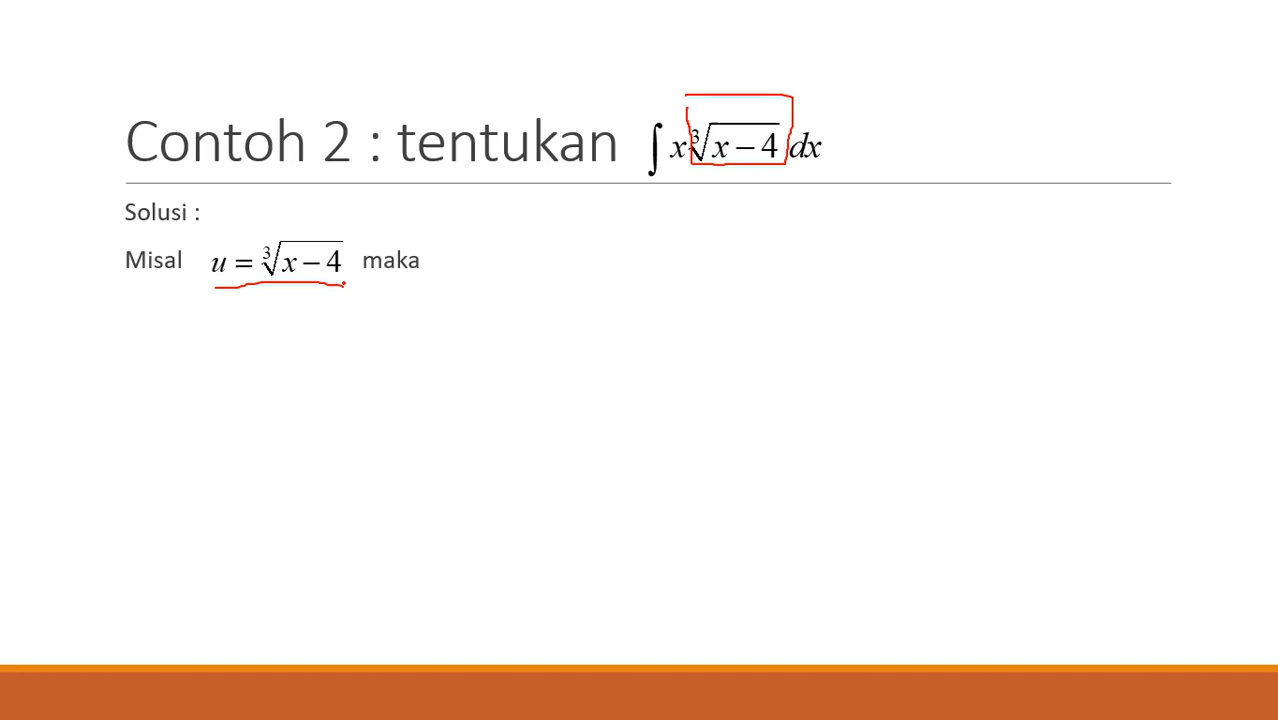 Contoh 2 : tentukan ∫ x∛(x − 4) dx
Solusi :
Misal u = ∛(x − 4) maka